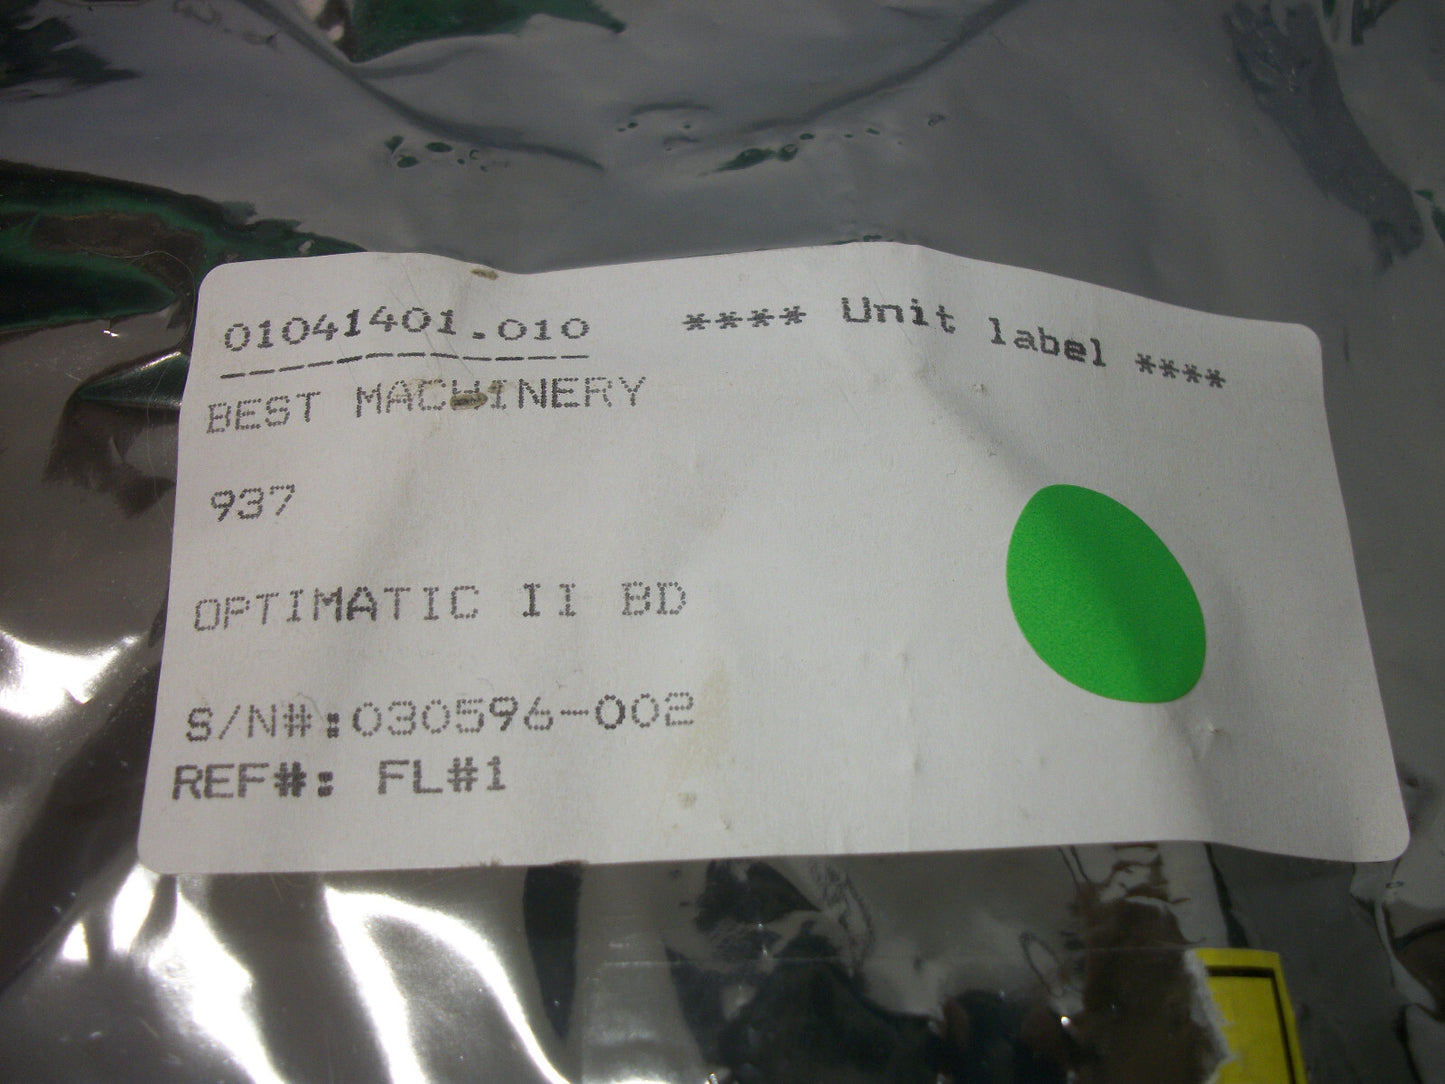 01041401.010 **** Unit label ****
BEST MACHINERY
937
OPTIMATIC II BD
S/N#:030596-002
REF#: FL#1